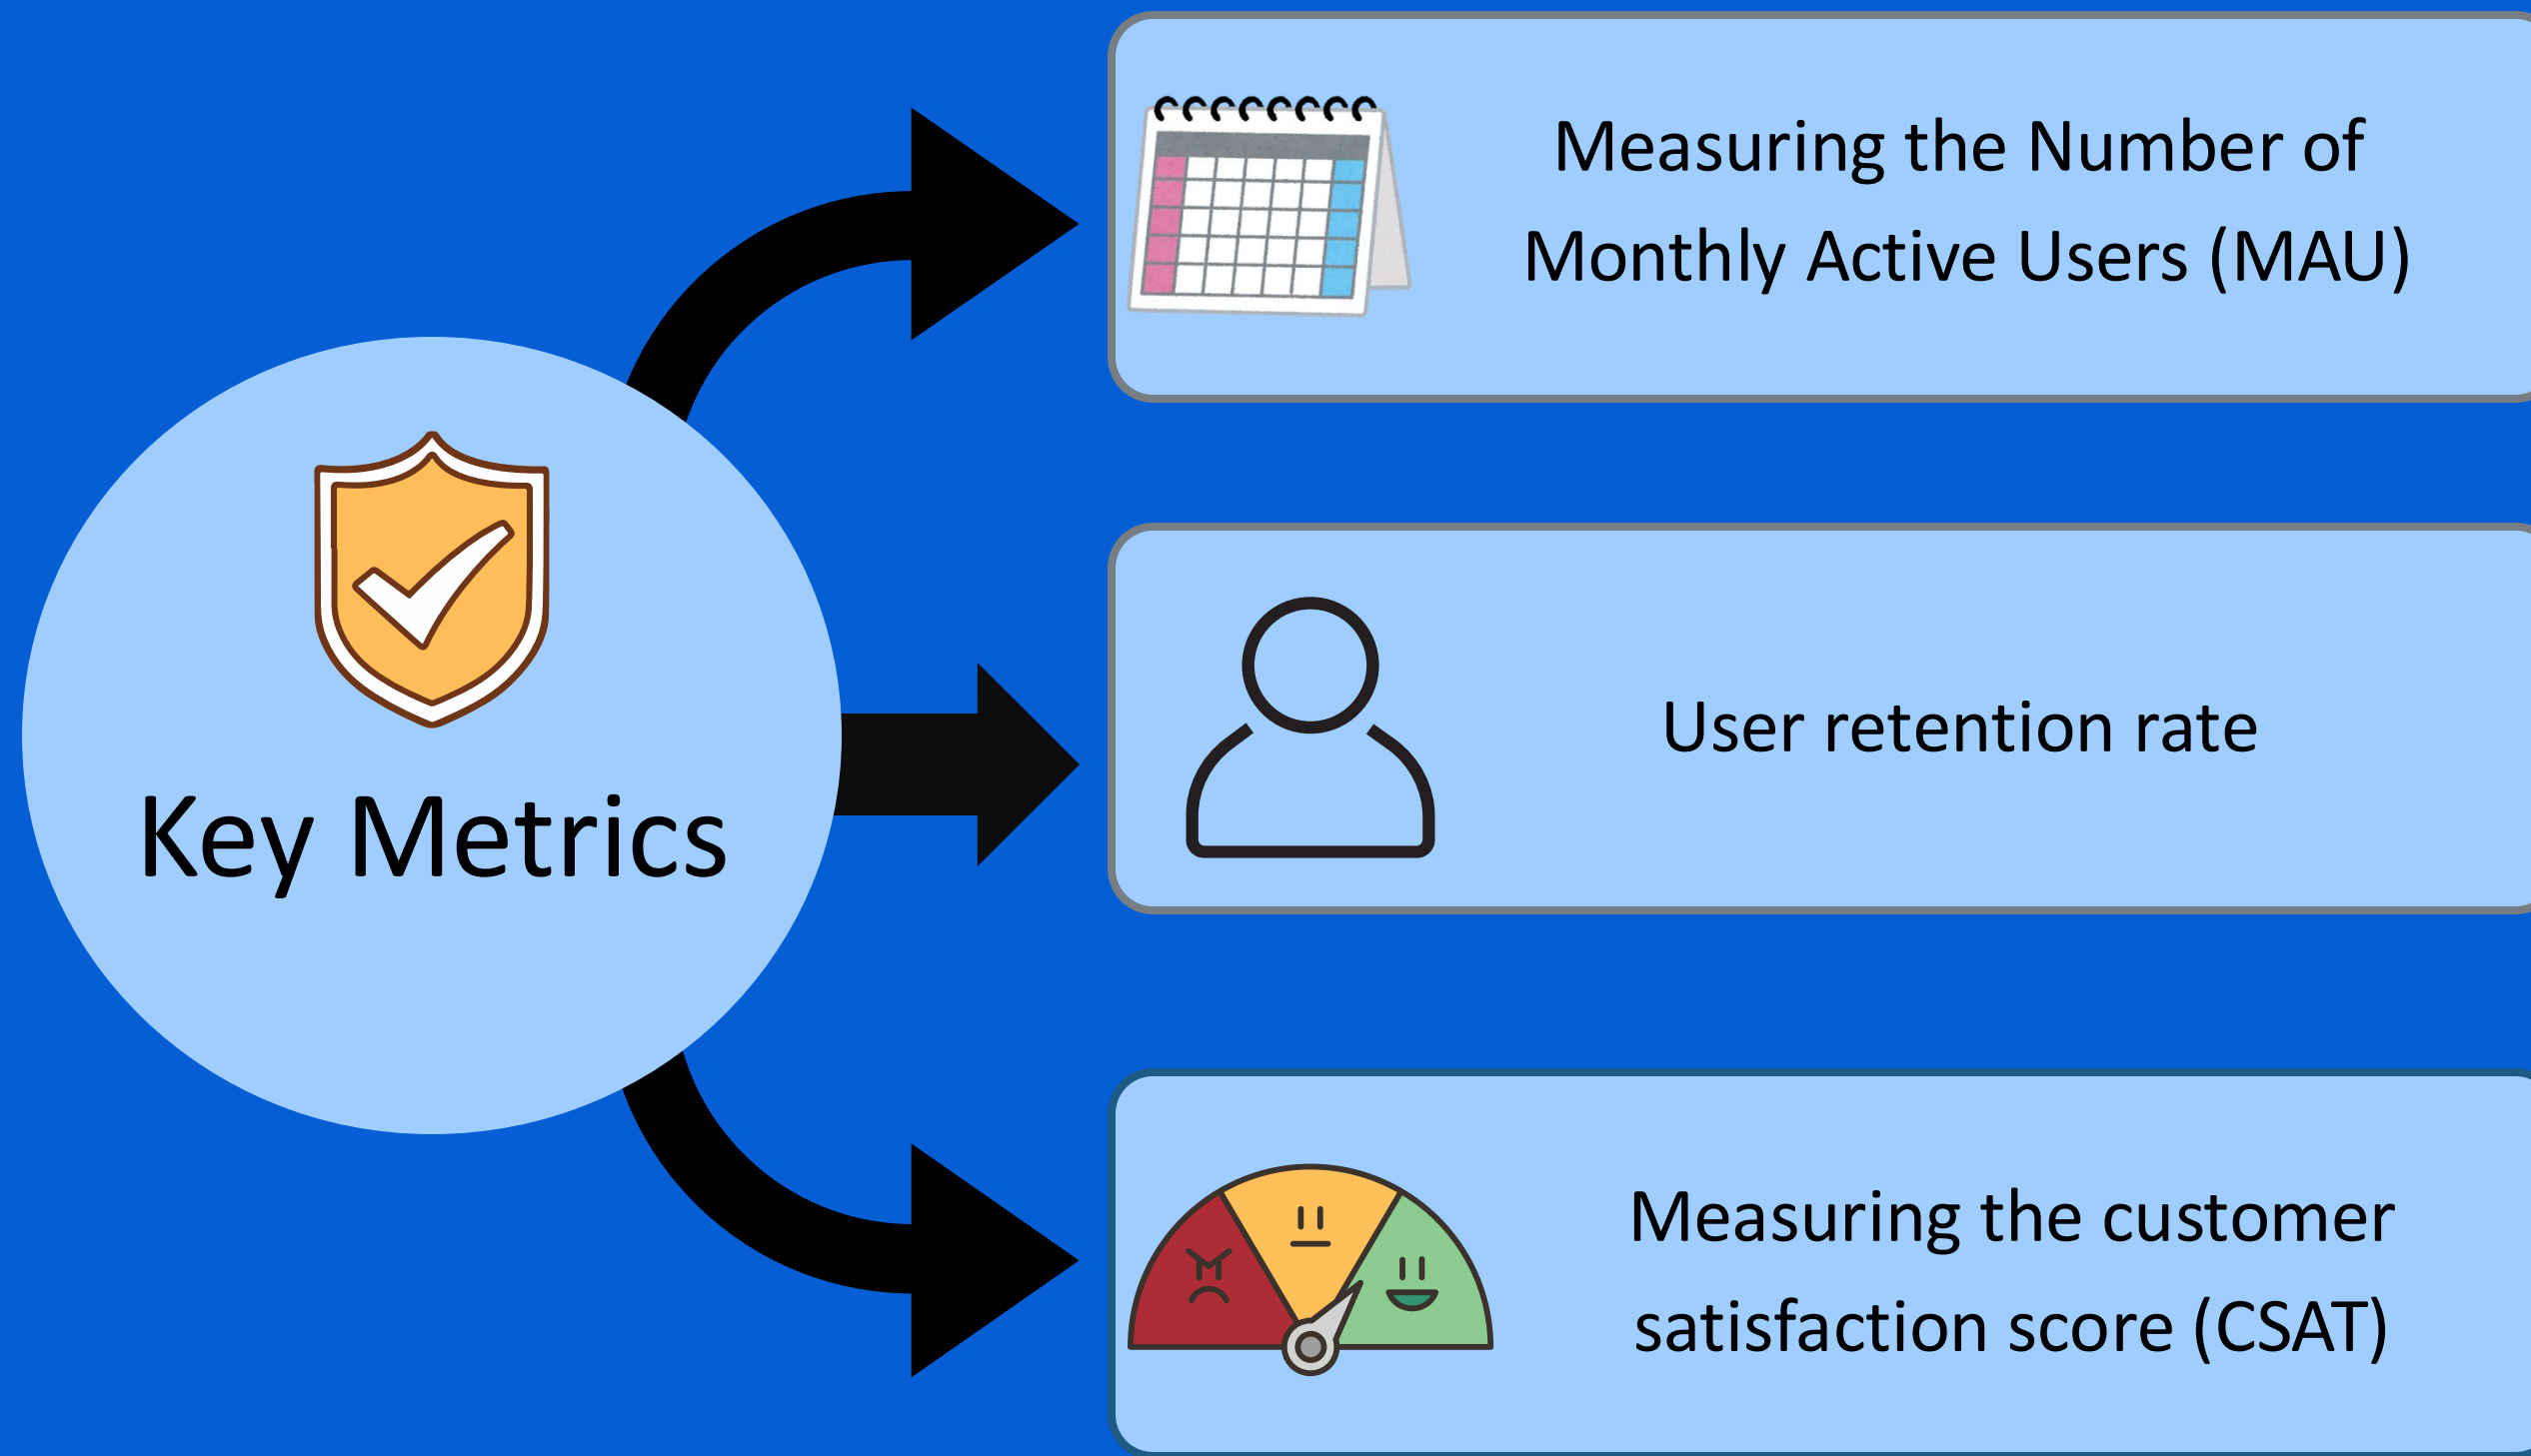 Key Metrics
Measuring the Number of
Monthly Active Users (MAU)
User retention rate
Measuring the customer
satisfaction score (CSAT)